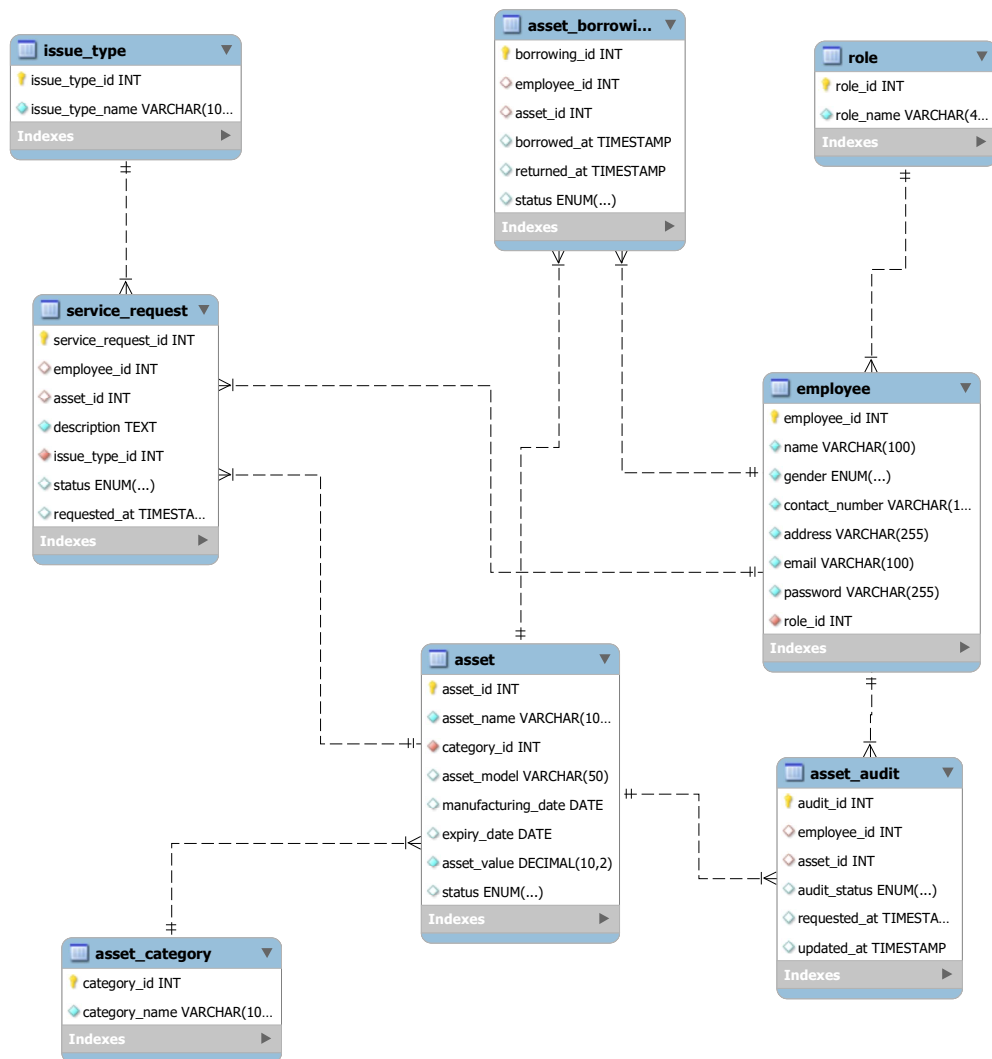 issue_type
issue_type_id INT
issue_type_name VARCHAR(10...
Indexes
asset_borrowi...
borrowing_id INT
employee_id INT
asset_id INT
borrowed_at TIMESTAMP
returned_at TIMESTAMP
status ENUM(...)
Indexes
role
role_id INT
role_name VARCHAR(4...
Indexes
service_request
service_request_id INT
employee_id INT
asset_id INT
description TEXT
issue_type_id INT
status ENUM(...)
requested_at TIMESTA...
Indexes
employee
employee_id INT
name VARCHAR(100)
gender ENUM(...)
contact_number VARCHAR(1...
address VARCHAR(255)
email VARCHAR(100)
password VARCHAR(255)
role_id INT
Indexes
asset
asset_id INT
asset_name VARCHAR(10...
category_id INT
asset_model VARCHAR(50)
manufacturing_date DATE
expiry_date DATE
asset_value DECIMAL(10,2)
status ENUM(...)
Indexes
asset_audit
audit_id INT
employee_id INT
asset_id INT
audit_status ENUM(...)
requested_at TIMESTA...
updated_at TIMESTAMP
Indexes
asset_category
category_id INT
category_name VARCHAR(10...
Indexes